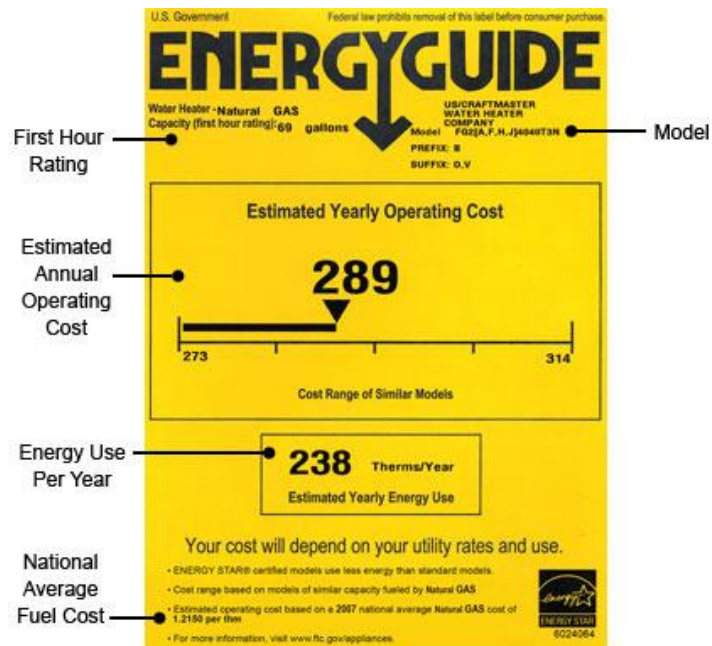 U.S. Government
Federal law prohibits removal of this label before consumer purchase.
ENERGYGUIDE
Water Heater - Natural GAS
Capacity (first hour rating): 69 gallons
US/CRAFTMASTER
WATER HEATER
COMPANY
Model FG2[A,F,H,J]4040T3N
PREFIX: B
SUFFIX: O,V
First Hour
Rating
Model
Estimated Yearly Operating Cost
Estimated
Annual
Operating
Cost
289
273
314
Cost Range of Similar Models
Energy Use
Per Year
238 Therms/Year
Estimated Yearly Energy Use
Your cost will depend on your utility rates and use.
• ENERGY STAR® certified models use less energy than standard models.
• Cost range based on models of similar capacity fueled by Natural GAS
National
Average
Fuel Cost
• Estimated operating cost based on a 2007 national average Natural GAS cost of
1.2150 per thm
• For more information, visit www.ftc.gov/appliances.
energy
ENERGY STAR
6024064